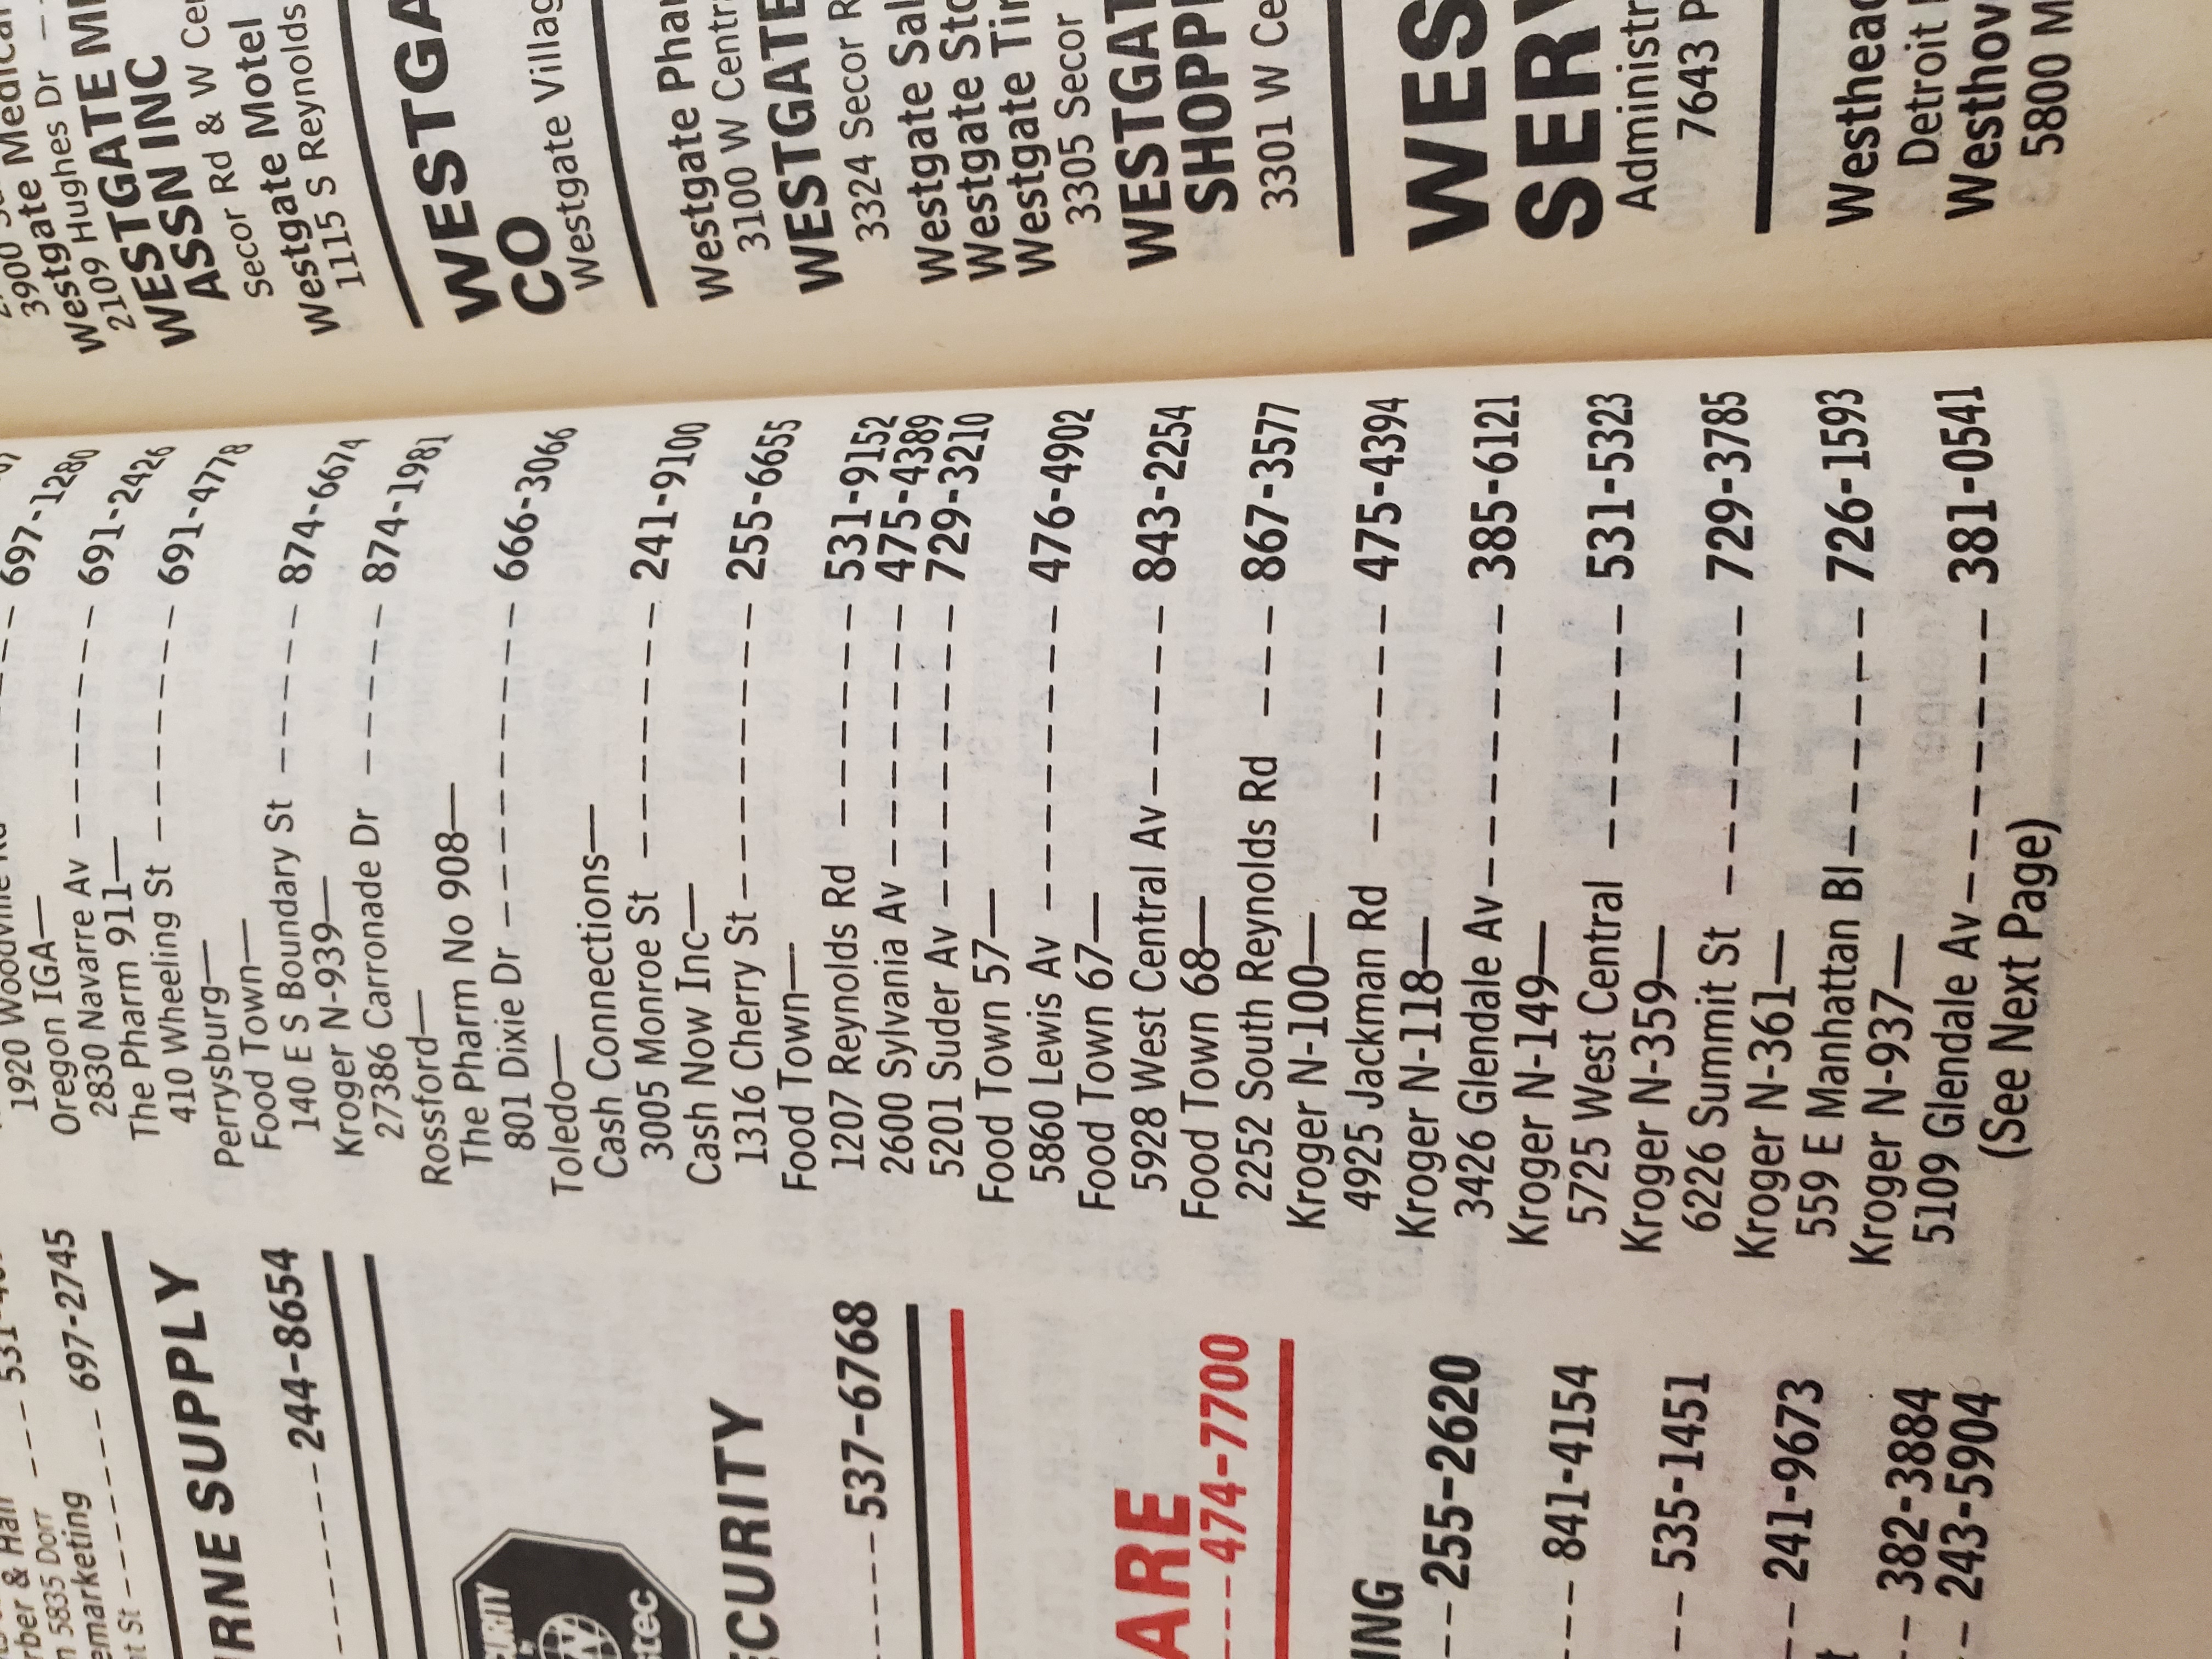 697-2745
RNE SUPPLY
244-8654
CURITY
537-6768
ARE
474-7700
ING
255-2620
841-4154
535-1451
241-9673
382-3884
243-5904
697-1280
Oregon IGA—
2830 Navarre Av 691-2426
The Pharm 911—
410 Wheeling St 691-4778
Perrysburg—
Food Town—
140 E S Boundary St 874-6674
Kroger N-939—
27386 Carronade Dr 874-1981
Rossford—
The Pharm No 908—
801 Dixie Dr 666-3066
Toledo—
Cash Connections—
3005 Monroe St 241-9100
Cash Now Inc—
1316 Cherry St 255-6655
Food Town—
1207 Reynolds Rd 531-9152
2600 Sylvania Av 475-4389
5201 Suder Av 729-3210
Food Town 57—
5860 Lewis Av 476-4902
Food Town 67—
5928 West Central Av 843-2254
Food Town 68—
2252 South Reynolds Rd 867-3577
Kroger N-100—
4925 Jackman Rd 475-4394
Kroger N-118—
3426 Glendale Av 385-6121
Kroger N-149—
5725 West Central 531-5323
Kroger N-359—
6226 Summit St 729-3785
Kroger N-361—
559 E Manhattan Bl 726-1593
Kroger N-937—
5109 Glendale Av 381-0541
(See Next Page)
Westgate
2109 Hughes Dr
WESTGATE
ASSN INC
Secor Rd & W
Westgate Motel
1115 S Reynolds
WESTGA
CO
Westgate Villag
Westgate Phar
3100 W Centr
WESTGATE
3324 Secor R
Westgate Sal
Westgate Sto
Westgate Tir
3305 Secor
WESTGAT
SHOPP
3301 W Ce
WES
SERV
Administr
7643 P
Westhead
Detroit
Westhov
5800 M